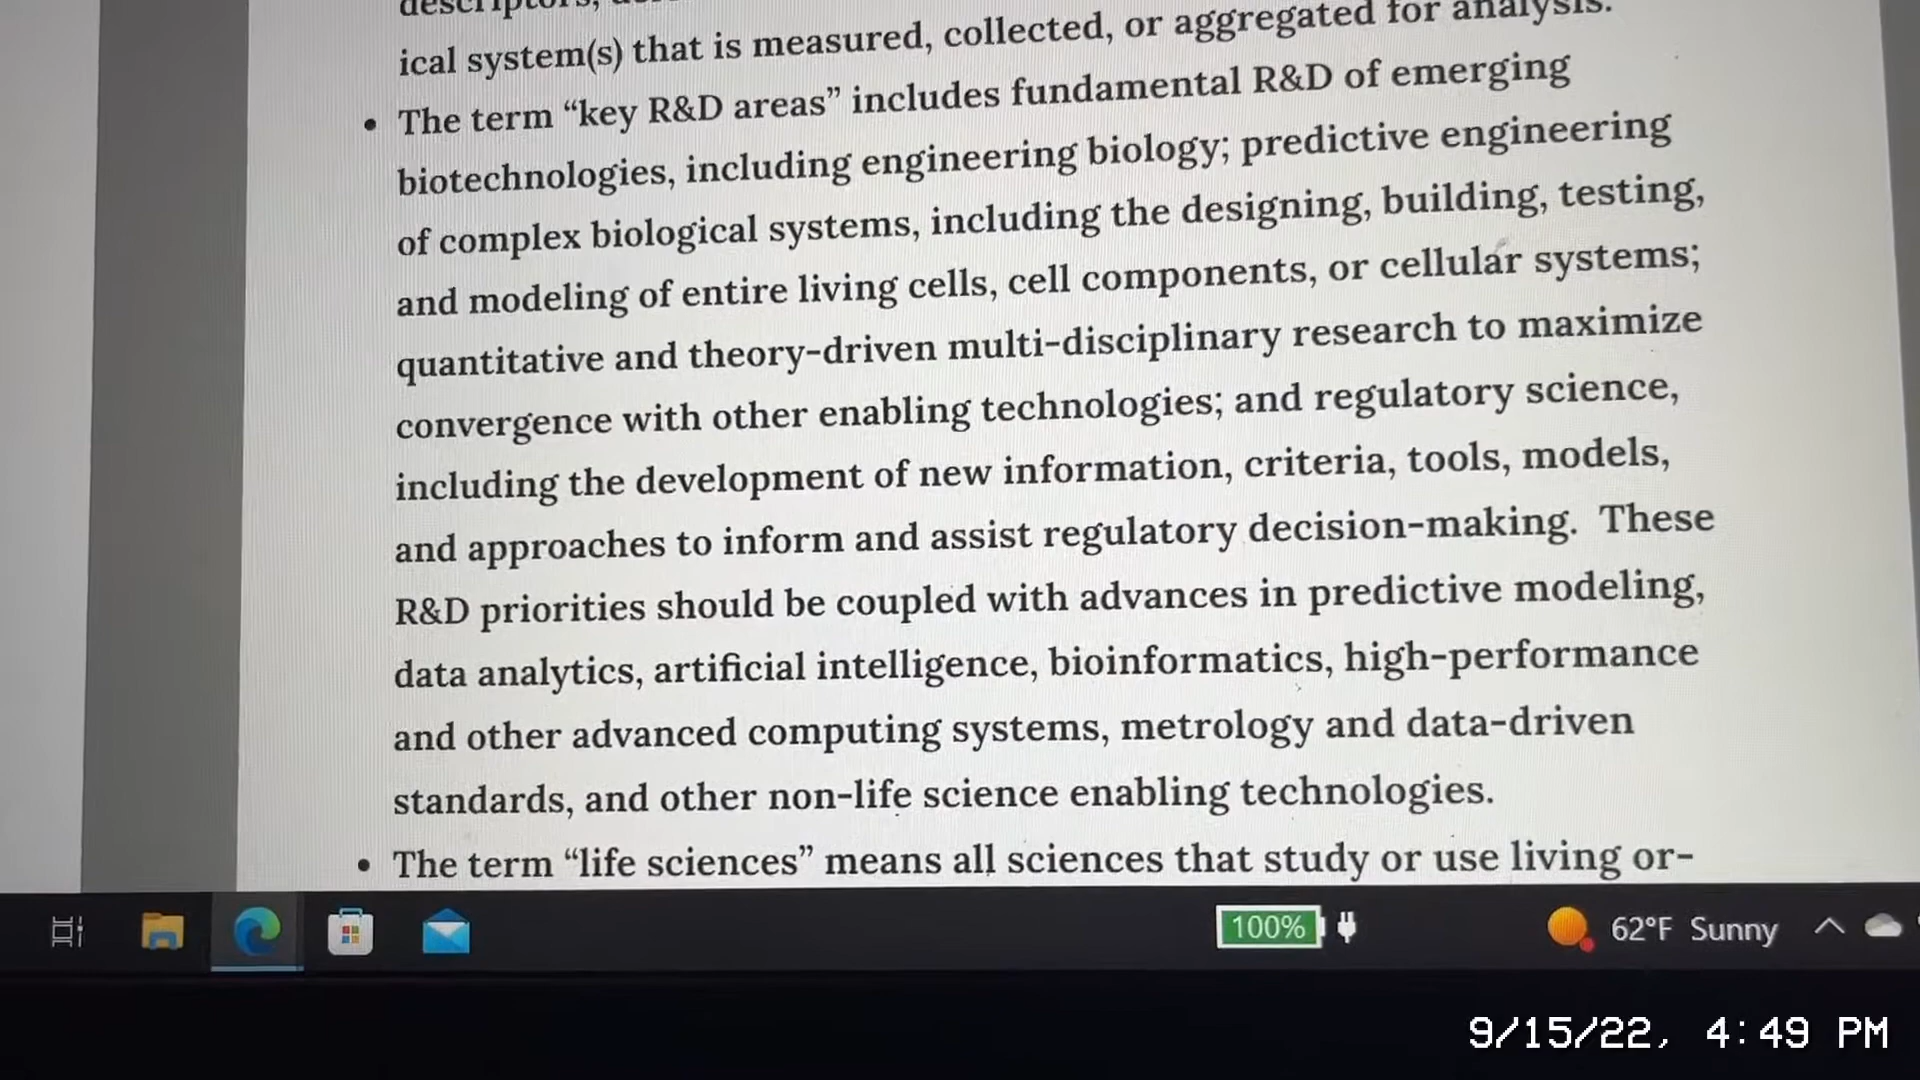 descriptors,
ical system(s) that is measured, collected, or aggregated for analysis.
• The term “key R&D areas” includes fundamental R&D of emerging
biotechnologies, including engineering biology; predictive engineering
of complex biological systems, including the designing, building, testing,
and modeling of entire living cells, cell components, or cellular systems;
quantitative and theory-driven multi-disciplinary research to maximize
convergence with other enabling technologies; and regulatory science,
including the development of new information, criteria, tools, models,
and approaches to inform and assist regulatory decision-making.  These
R&D priorities should be coupled with advances in predictive modeling,
data analytics, artificial intelligence, bioinformatics, high-performance
and other advanced computing systems, metrology and data-driven
standards, and other non-life science enabling technologies.
• The term “life sciences” means all sciences that study or use living or-
100%
62°F Sunny
9/15/22, 4:49 PM